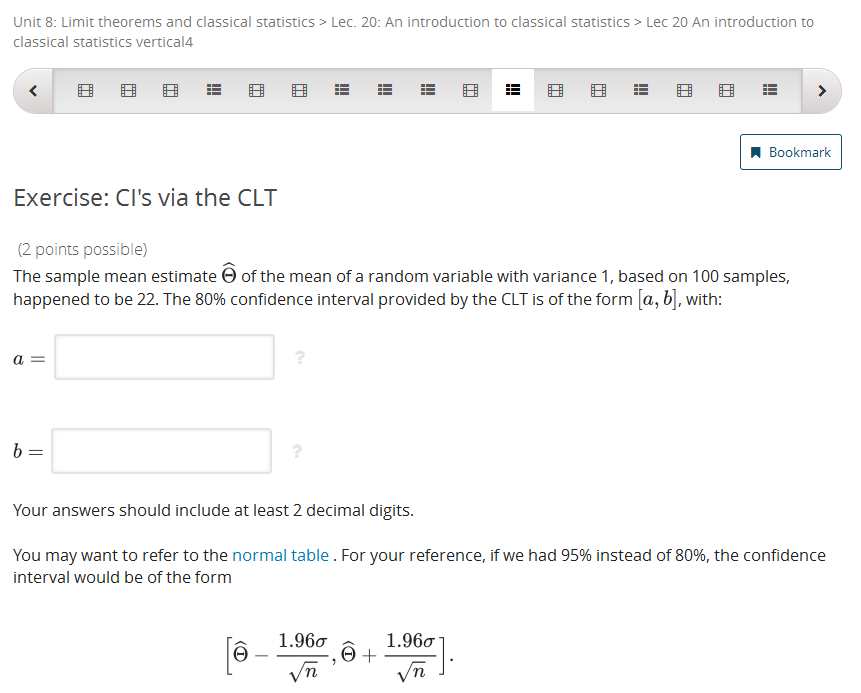 Unit 8: Limit theorems and classical statistics > Lec. 20: An introduction to classical statistics > Lec 20 An introduction to
classical statistics vertical4
Bookmark
Exercise: CI's via the CLT
(2 points possible)
The sample mean estimate Θ̂ of the mean of a random variable with variance 1, based on 100 samples,
happened to be 22. The 80% confidence interval provided by the CLT is of the form [a, b], with:
a = ?
b = ?
Your answers should include at least 2 decimal digits.
You may want to refer to the normal table . For your reference, if we had 95% instead of 80%, the confidence
interval would be of the form
[Θ̂ − 1.96σ/√n, Θ̂ + 1.96σ/√n].